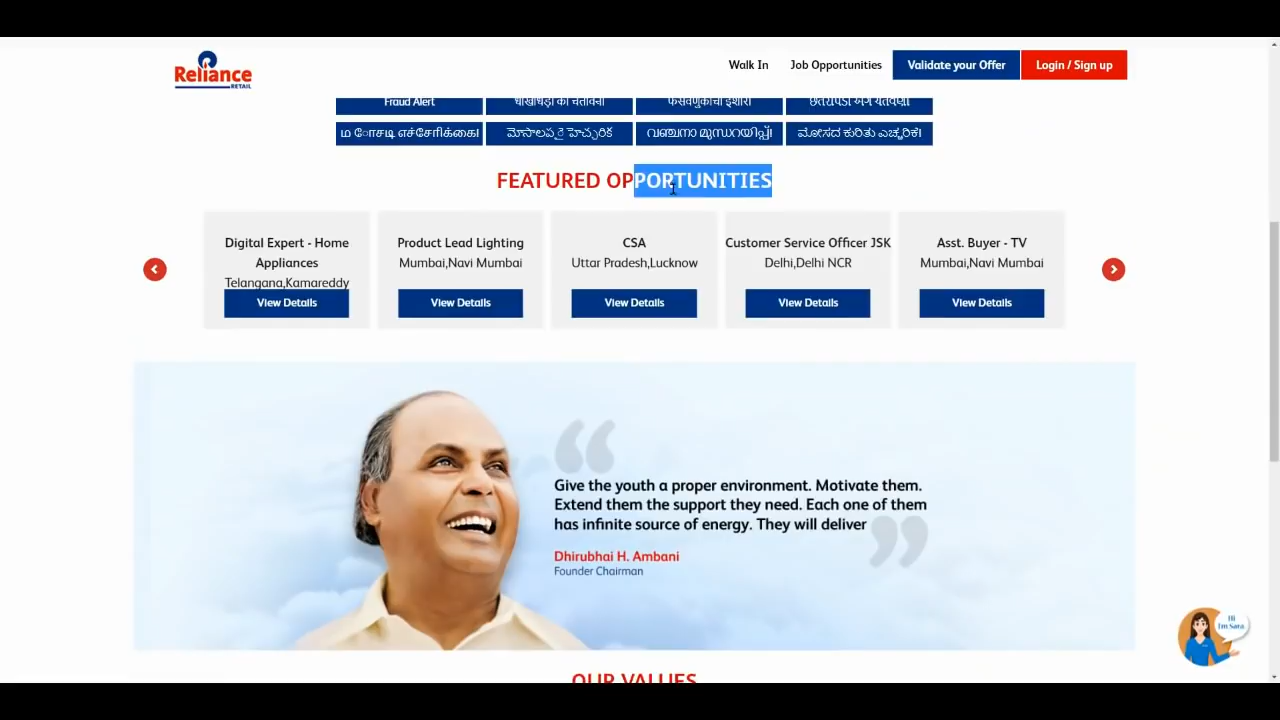 Reliance
RETAIL
Walk In
Job Opportunities
Validate your Offer
Login / Sign up
Fraud Alert
FEATURED OPPORTUNITIES
Digital Expert - Home
Appliances
Telangana,Kamareddy
View Details
Product Lead Lighting
Mumbai,Navi Mumbai
View Details
CSA
Uttar Pradesh,Lucknow
View Details
Customer Service Officer JSK
Delhi,Delhi NCR
View Details
Asst. Buyer - TV
Mumbai,Navi Mumbai
View Details
Give the youth a proper environment. Motivate them.
Extend them the support they need. Each one of them
has infinite source of energy. They will deliver
Dhirubhai H. Ambani
Founder Chairman
Hi
I'm Sara
OUR VALUES